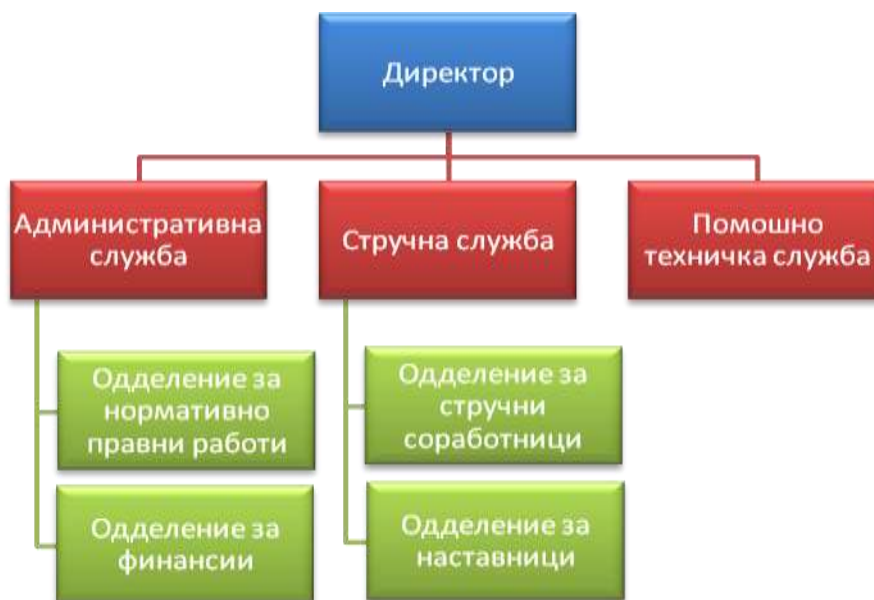 Директор
Административна
служба
Стручна служба
Помошно
техничка служба
Одделение за
нормативно
правни работи
Одделение за
стручни
соработници
Одделение за
финансии
Одделение за
наставници